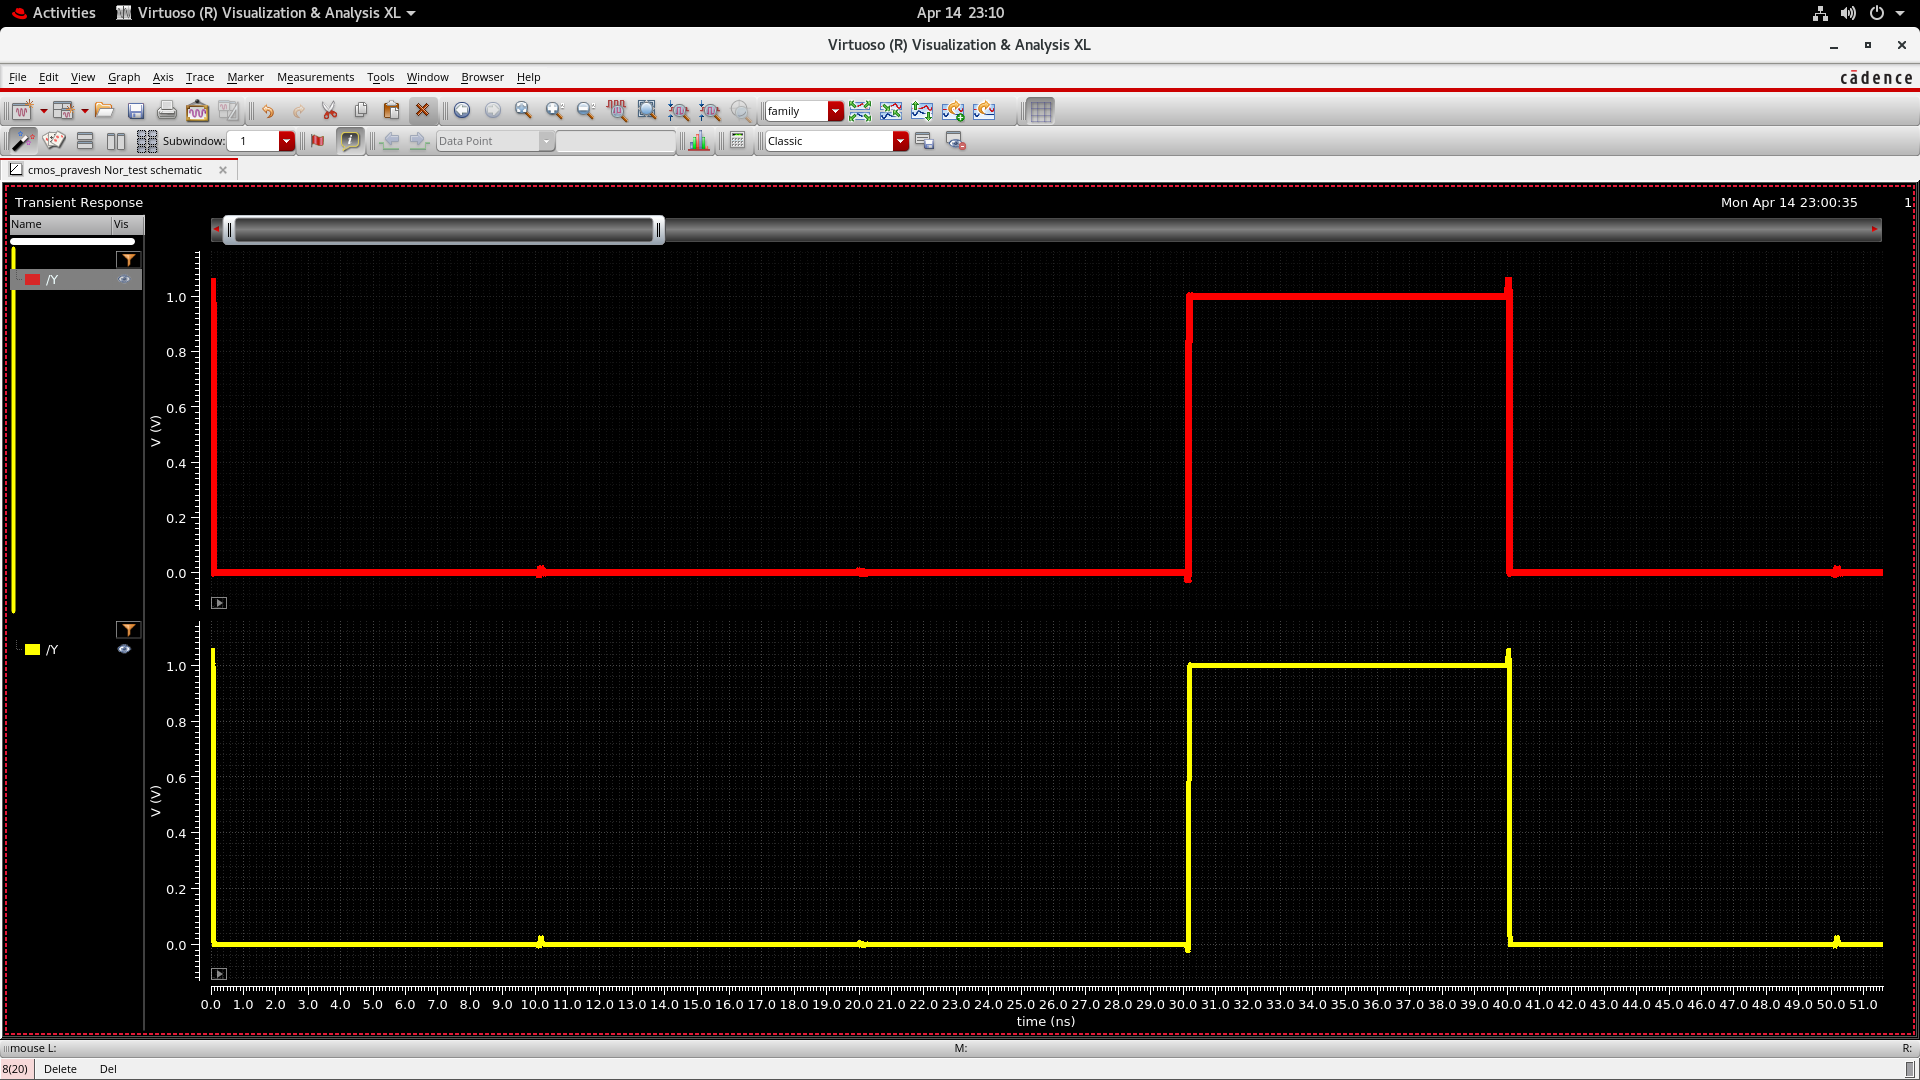 Activities
Virtuoso (R) Visualization & Analysis XL
Apr 14 23:10
Virtuoso (R) Visualization & Analysis XL
File Edit View Graph Axis Trace Marker Measurements Tools Window Browser Help
cādence
family
Subwindow: 1
Data Point
Classic
cmos_pravesh Nor_test schematic
Transient Response
Mon Apr 14 23:00:35 1
Name Vis
/Y
1.0
0.8
0.6
0.4
0.2
0.0
V (V)
/Y
1.0
0.8
0.6
0.4
0.2
0.0
V (V)
0.0 1.0 2.0 3.0 4.0 5.0 6.0 7.0 8.0 9.0 10.0 11.0 12.0 13.0 14.0 15.0 16.0 17.0 18.0 19.0 20.0 21.0 22.0 23.0 24.0 25.0 26.0 27.0 28.0 29.0 30.0 31.0 32.0 33.0 34.0 35.0 36.0 37.0 38.0 39.0 40.0 41.0 42.0 43.0 44.0 45.0 46.0 47.0 48.0 49.0 50.0 51.0
time (ns)
mouse L: M: R:
8(20) Delete Del